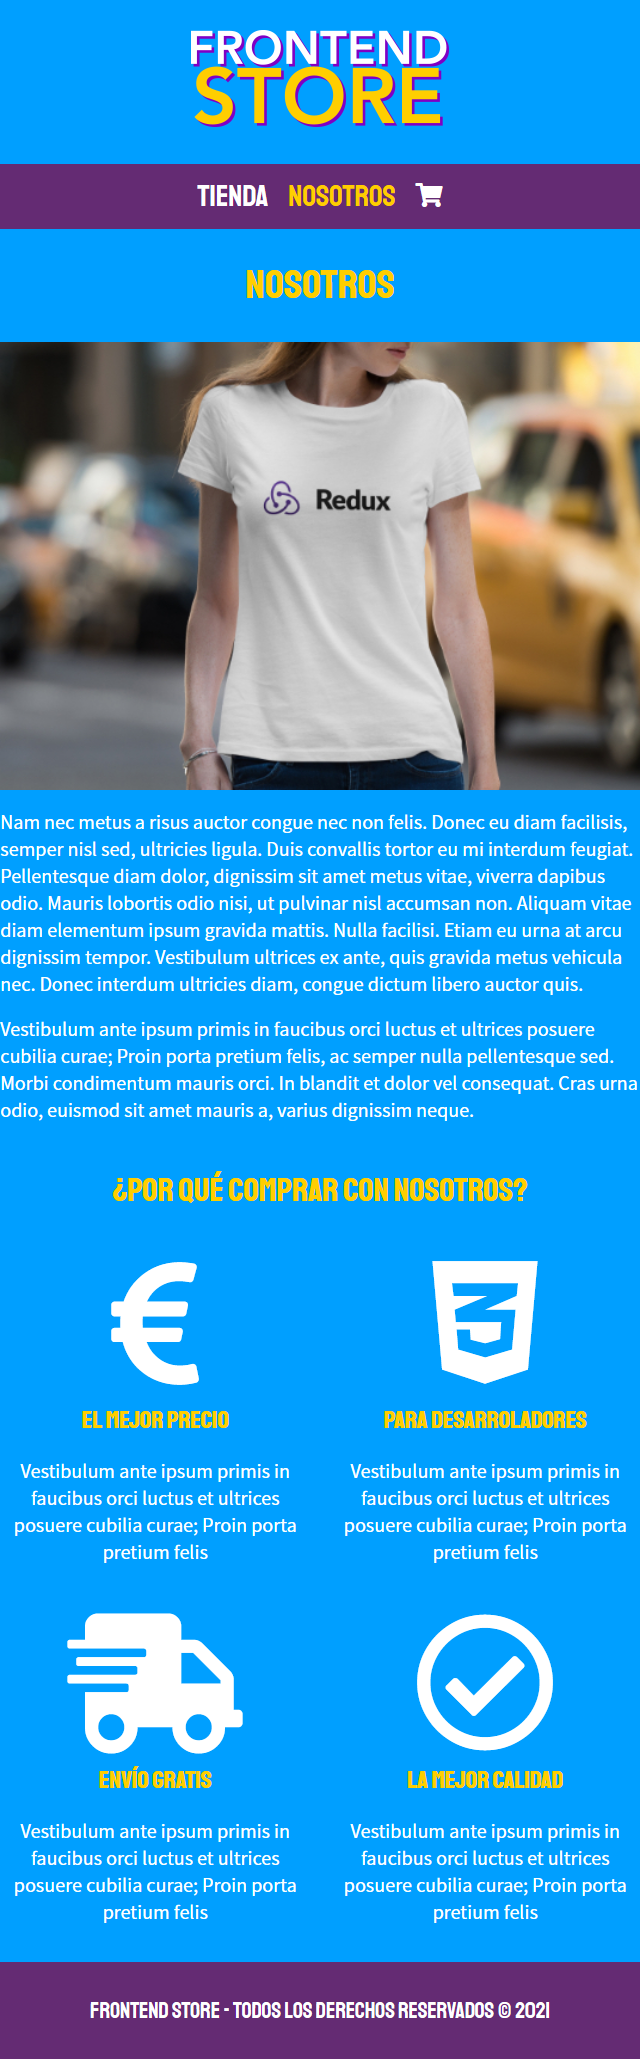 FRONTEND
STORE
TIENDA NOSOTROS
NOSOTROS
Redux
Nam nec metus a risus auctor congue nec non felis. Donec eu diam facilisis,
semper nisl sed, ultricies ligula. Duis convallis tortor eu mi interdum feugiat.
Pellentesque diam dolor, dignissim sit amet metus vitae, viverra dapibus
odio. Mauris lobortis odio nisi, ut pulvinar nisl accumsan non. Aliquam vitae
diam elementum ipsum gravida mattis. Nulla facilisi. Etiam eu urna at arcu
dignissim tempor. Vestibulum ultrices ex ante, quis gravida metus vehicula
nec. Donec interdum ultricies diam, congue dictum libero auctor quis.
Vestibulum ante ipsum primis in faucibus orci luctus et ultrices posuere
cubilia curae; Proin porta pretium felis, ac semper nulla pellentesque sed.
Morbi condimentum mauris orci. In blandit et dolor vel consequat. Cras urna
odio, euismod sit amet mauris a, varius dignissim neque.
¿POR QUÉ COMPRAR CON NOSOTROS?
€
EL MEJOR PRECIO
Vestibulum ante ipsum primis in
faucibus orci luctus et ultrices
posuere cubilia curae; Proin porta
pretium felis
3
PARA DESARROLADORES
Vestibulum ante ipsum primis in
faucibus orci luctus et ultrices
posuere cubilia curae; Proin porta
pretium felis
ENVÍO GRATIS
Vestibulum ante ipsum primis in
faucibus orci luctus et ultrices
posuere cubilia curae; Proin porta
pretium felis
LA MEJOR CALIDAD
Vestibulum ante ipsum primis in
faucibus orci luctus et ultrices
posuere cubilia curae; Proin porta
pretium felis
FRONTEND STORE - TODOS LOS DERECHOS RESERVADOS © 2021